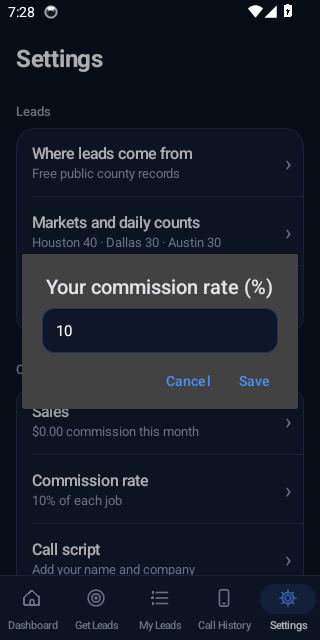 7:28
Settings
Leads
Where leads come from
Free public county records
Markets and daily counts
Houston 40 · Dallas 30 · Austin 30
Your commission rate (%)
10
Cancel
Save
Sales
$0.00 commission this month
Commission rate
10% of each job
Call script
Add your name and company
Dashboard
Get Leads
My Leads
Call History
Settings